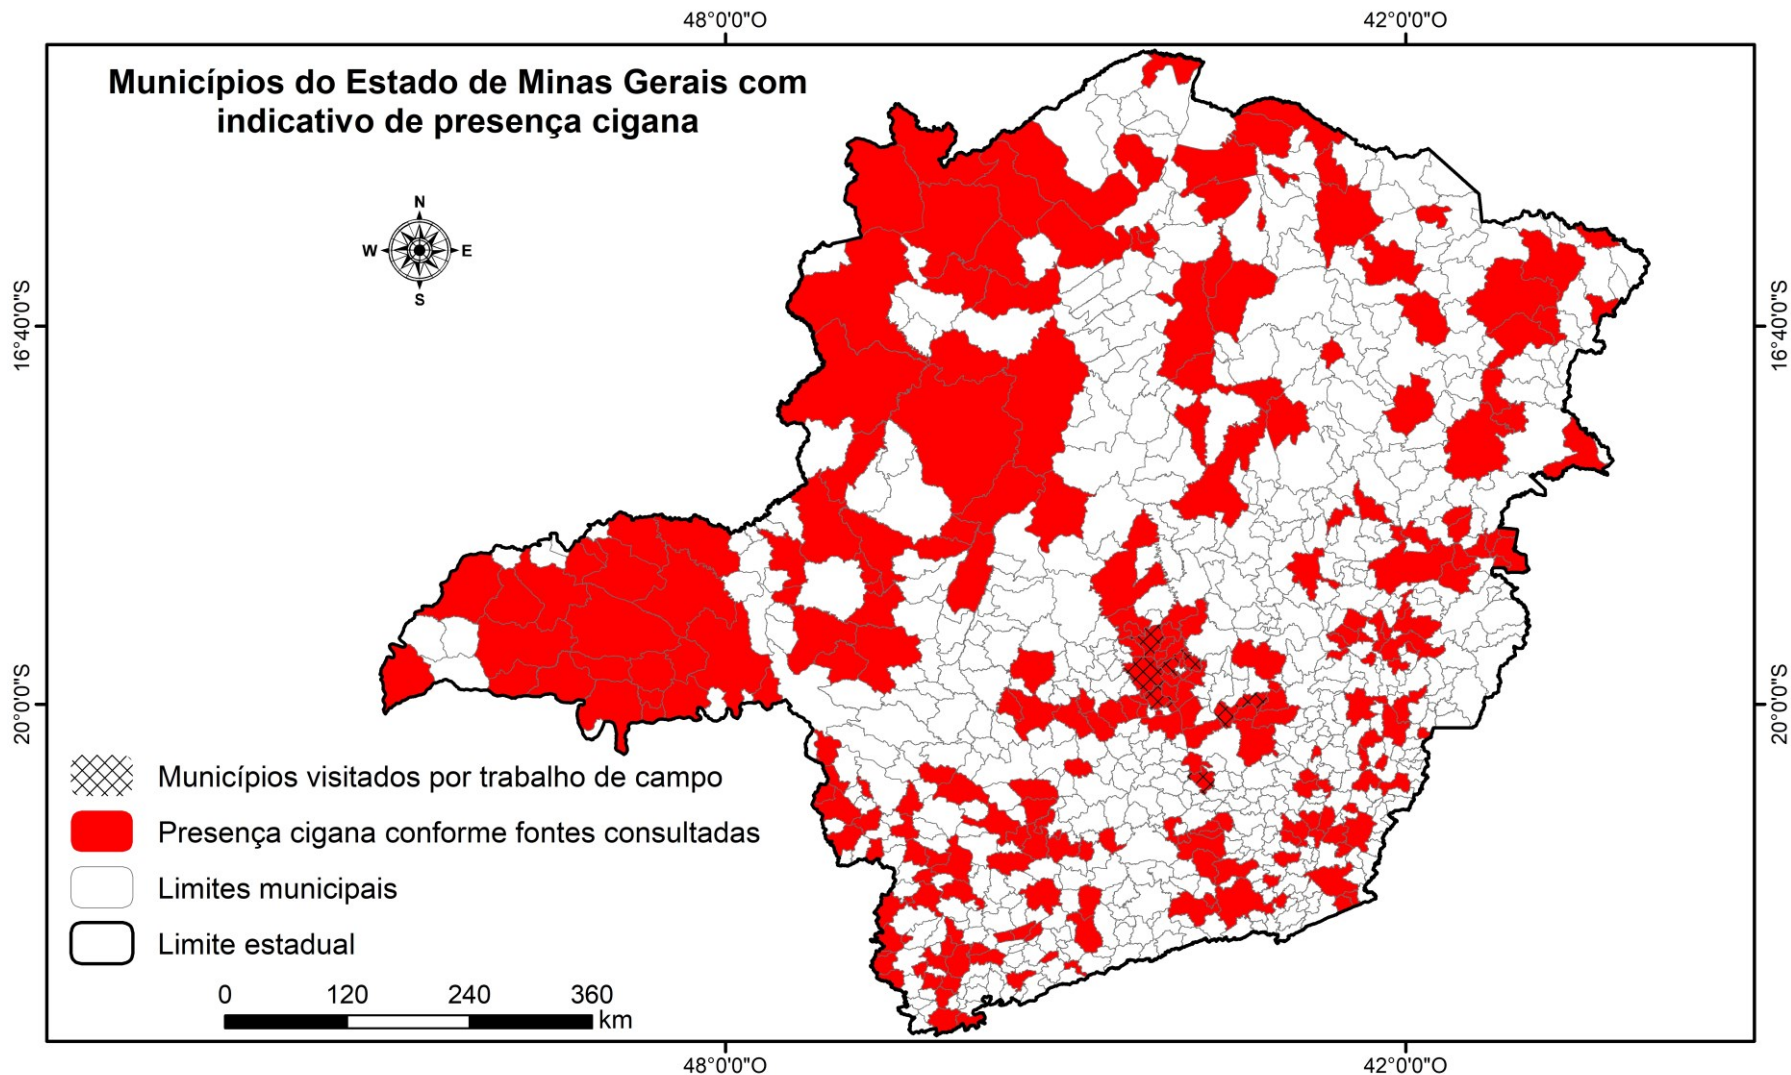 48°0'0"O
42°0'0"O
Municípios do Estado de Minas Gerais com
indicativo de presença cigana
N
W
E
S
16°40'0"S
16°40'0"S
20°0'0"S
20°0'0"S
Municípios visitados por trabalho de campo
Presença cigana conforme fontes consultadas
Limites municipais
Limite estadual
0 120 240 360
km
48°0'0"O
42°0'0"O